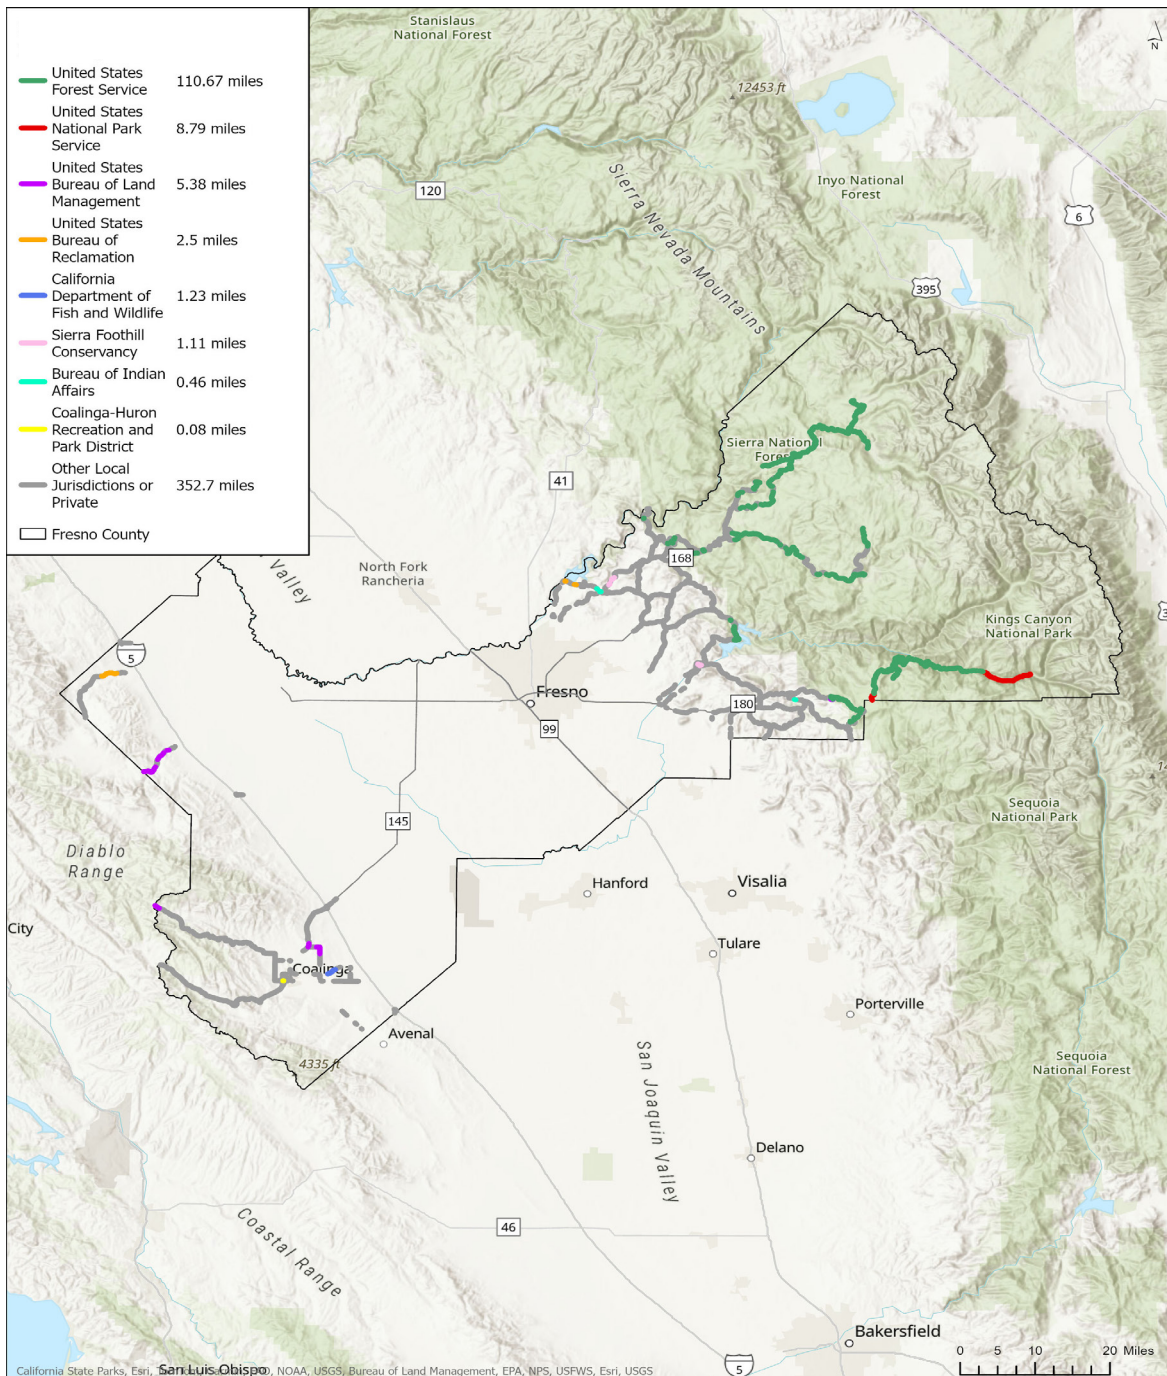 Stanislaus
National Forest
N
United States
Forest Service
110.67 miles
United States
National Park
Service
8.79 miles
United States
Bureau of Land
Management
5.38 miles
United States
Bureau of
Reclamation
2.5 miles
California
Department of
Fish and Wildlife
1.23 miles
Sierra Foothill
Conservancy
1.11 miles
Bureau of Indian
Affairs
0.46 miles
Coalinga-Huron
Recreation and
Park District
0.08 miles
Other Local
Jurisdictions or
Private
352.7 miles
Fresno County
12453 ft
120
Inyo National
Forest
6
Sierra Nevada Mountains
395
Sierra National
Forest
41
168
North Fork
Rancheria
Valley
Kings Canyon
National Park
5
Fresno
180
99
145
Sequoia
National Park
Diablo
Range
Hanford
Visalia
City
Tulare
Coalinga
Porterville
Avenal
4335 ft
San Joaquin Valley
Sequoia
National Forest
Delano
46
Coastal Range
Bakersfield
5
0 5 10 20 Miles
San Luis Obispo
California State Parks, Esri, NOAA, USGS, Bureau of Land Management, EPA, NPS, USFWS, Esri, USGS